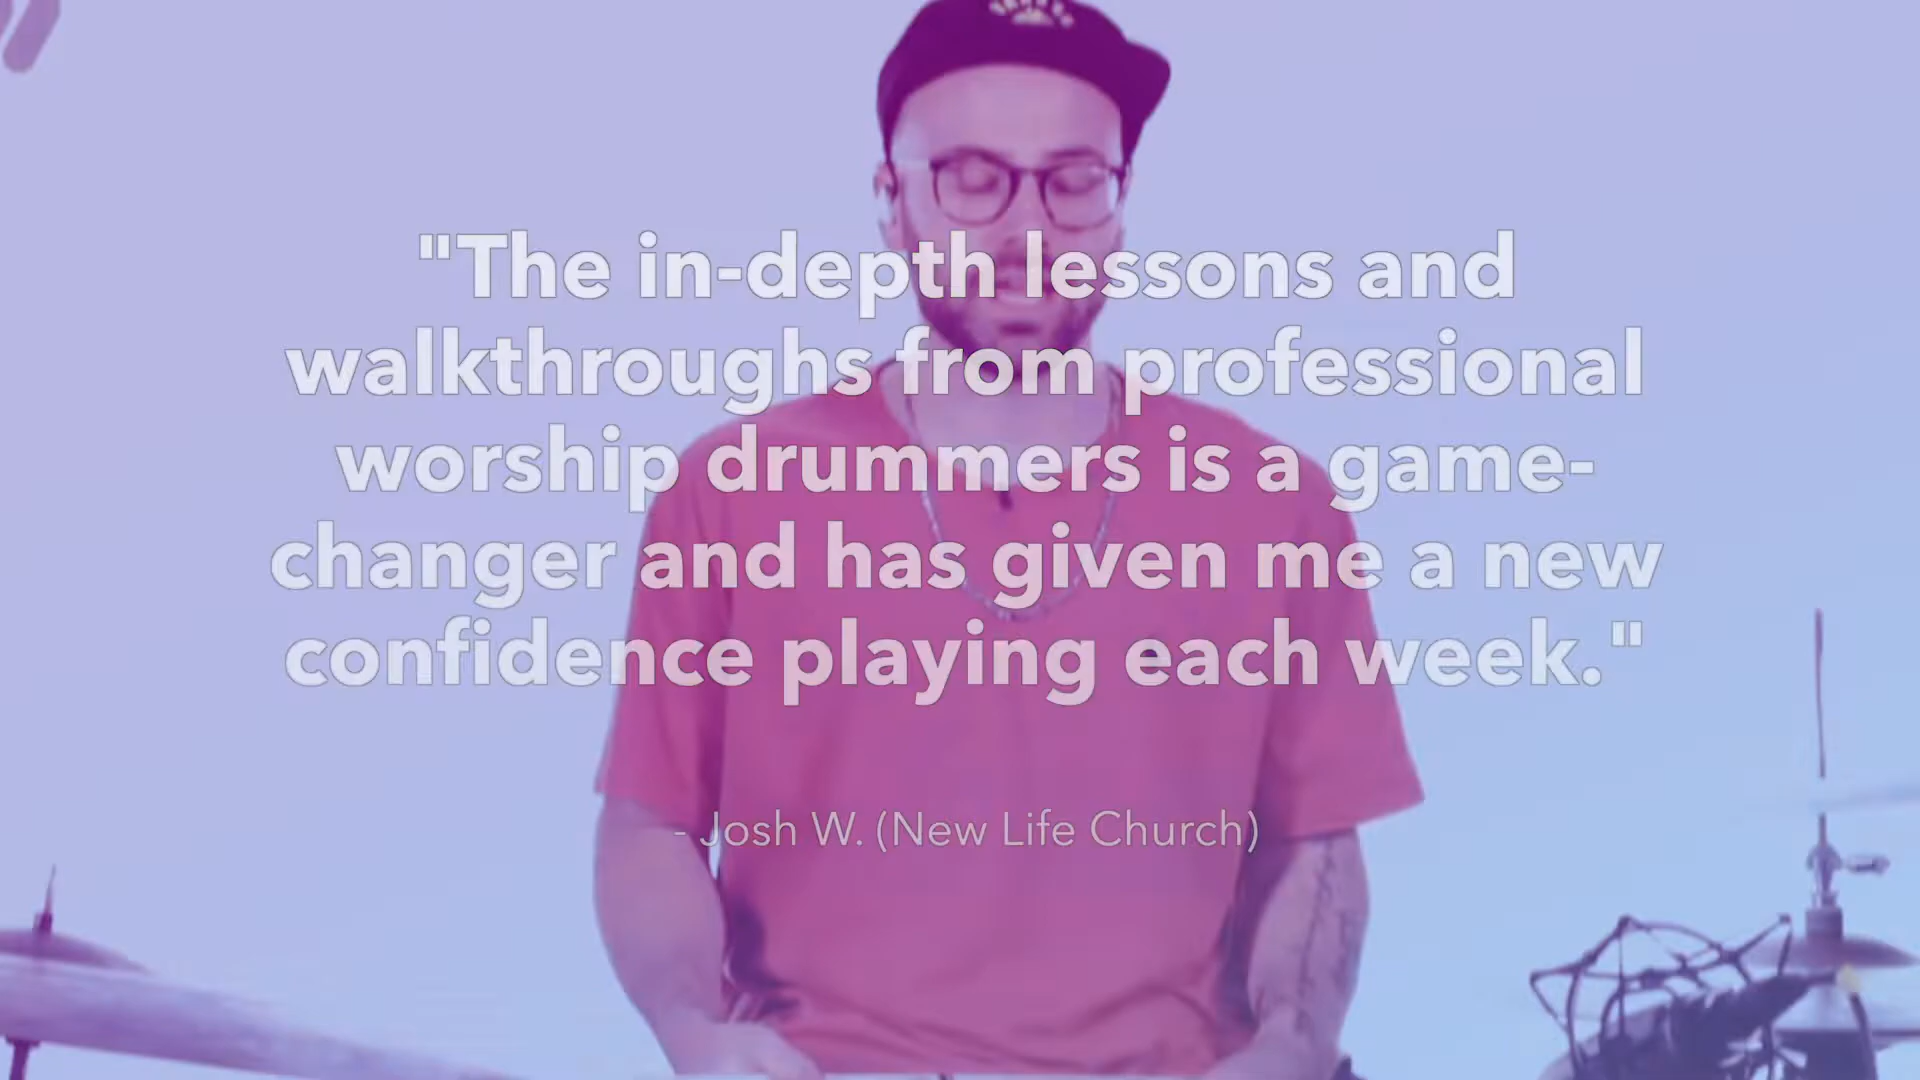 "The in-depth lessons and
walkthroughs from professional
worship drummers is a game-
changer and has given me a new
confidence playing each week."
- Josh W. (New Life Church)